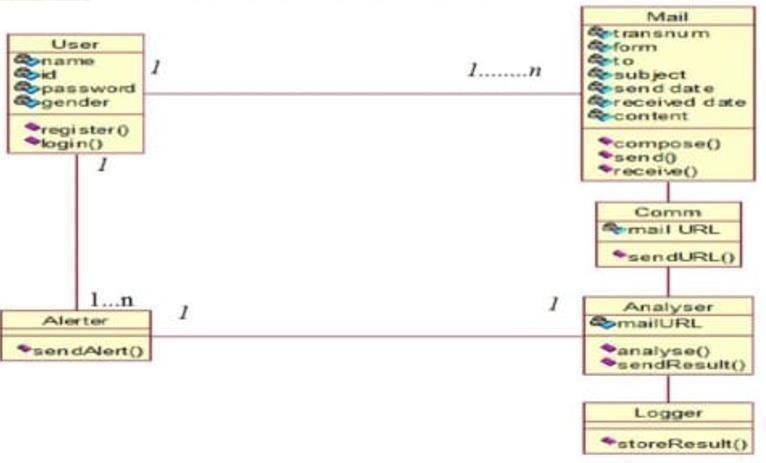 User
name
id
password
gender
register()
login()
1
1........n
Mail
transnum
form
to
subject
send date
received date
content
compose()
send()
receive()
1
Comm
mail URL
sendURL()
1...n
Alerter
sendAlert()
1
1
Analyser
mailURL
analyse()
sendResult()
Logger
storeResult()